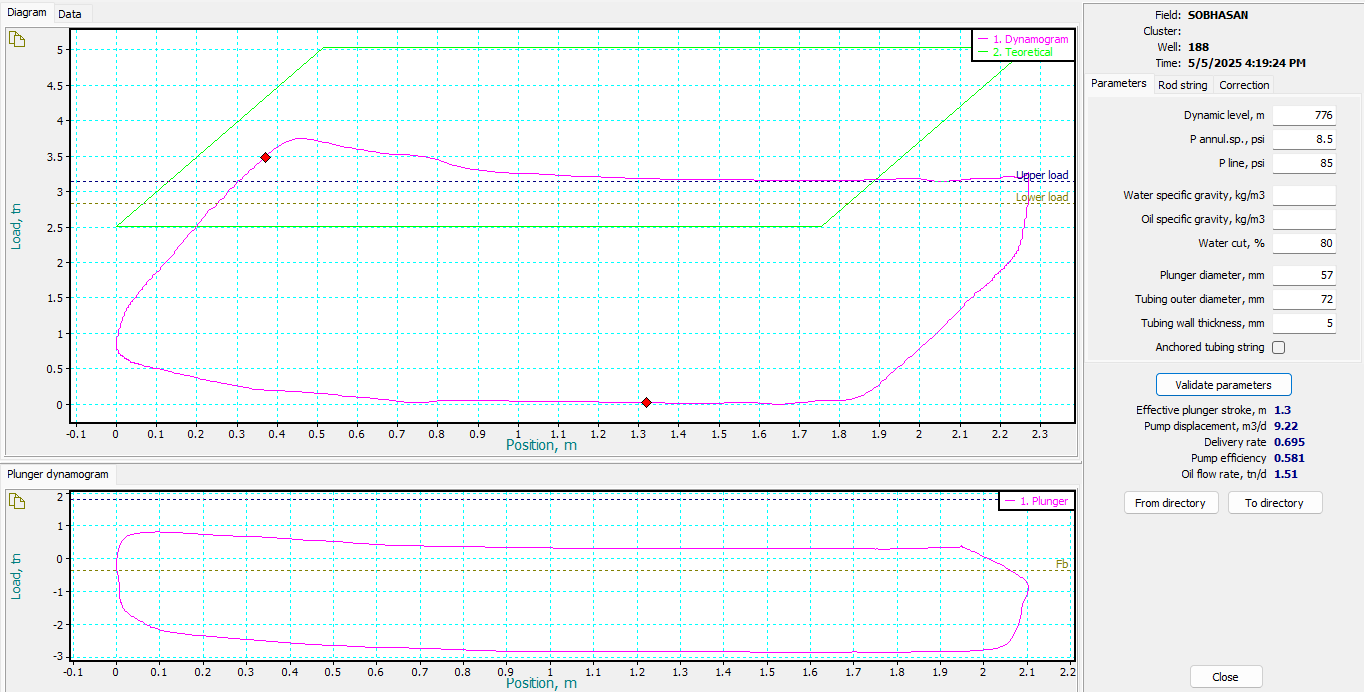 Diagram Data
1. Dynamogram
2. Teoretical
Upper load
Lower load
Load, tn
5
4.5
4
3.5
3
2.5
2
1.5
1
0.5
0
-0.1 0 0.1 0.2 0.3 0.4 0.5 0.6 0.7 0.8 0.9 1 1.1 1.2 1.3 1.4 1.5 1.6 1.7 1.8 1.9 2 2.1 2.2 2.3
Position, m
Plunger dynamogram
1. Plunger
Fb
Load, tn
2
1
0
-1
-2
-3
-0.1 0 0.1 0.2 0.3 0.4 0.5 0.6 0.7 0.8 0.9 1 1.1 1.2 1.3 1.4 1.5 1.6 1.7 1.8 1.9 2 2.1 2.2
Position, m
Field: SOBHASAN
Cluster:
Well: 188
Time: 5/5/2025 4:19:24 PM
Parameters Rod string Correction
Dynamic level, m 776
P annul.sp., psi 8.5
P line, psi 85
Water specific gravity, kg/m3
Oil specific gravity, kg/m3
Water cut, % 80
Plunger diameter, mm 57
Tubing outer diameter, mm 72
Tubing wall thickness, mm 5
Anchored tubing string
Validate parameters
Effective plunger stroke, m 1.3
Pump displacement, m3/d 9.22
Delivery rate 0.695
Pump efficiency 0.581
Oil flow rate, tn/d 1.51
From directory To directory
Close